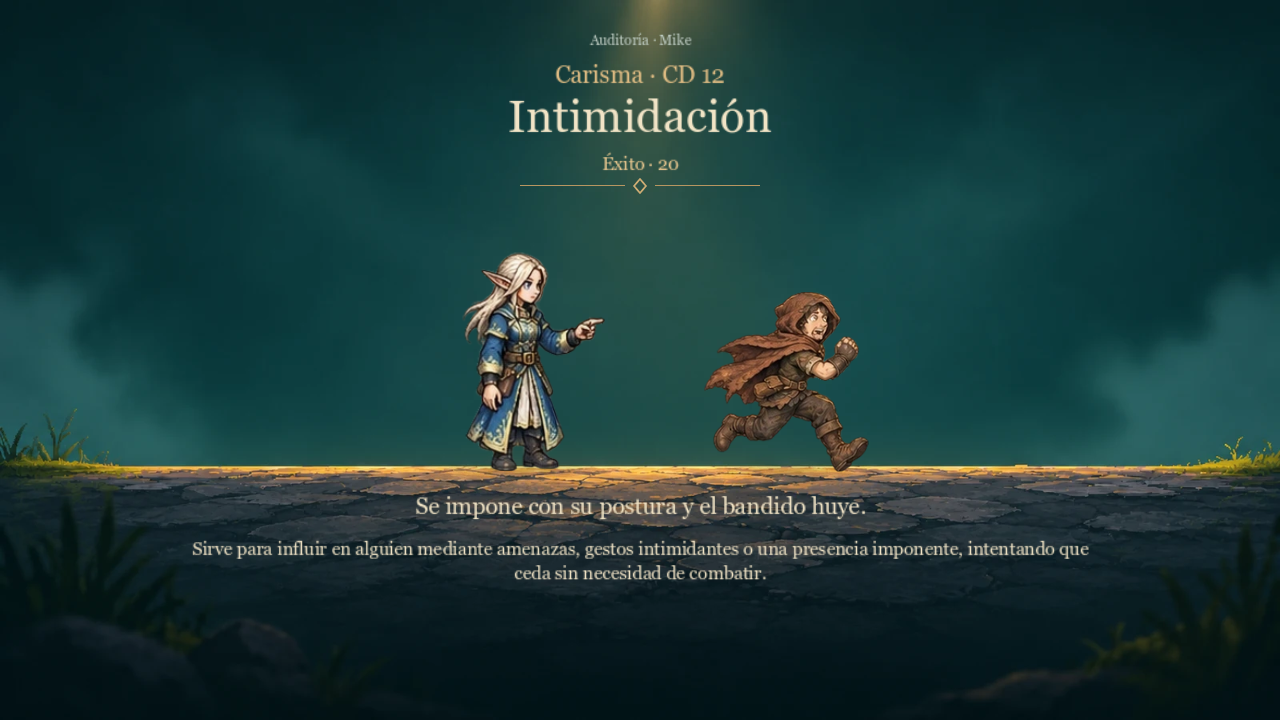 Auditoría · Mike
Carisma · CD 12
Intimidación
Éxito · 20
Se impone con su postura y el bandido huye.
Sirve para influir en alguien mediante amenazas, gestos intimidantes o una presencia imponente, intentando que
ceda sin necesidad de combatir.